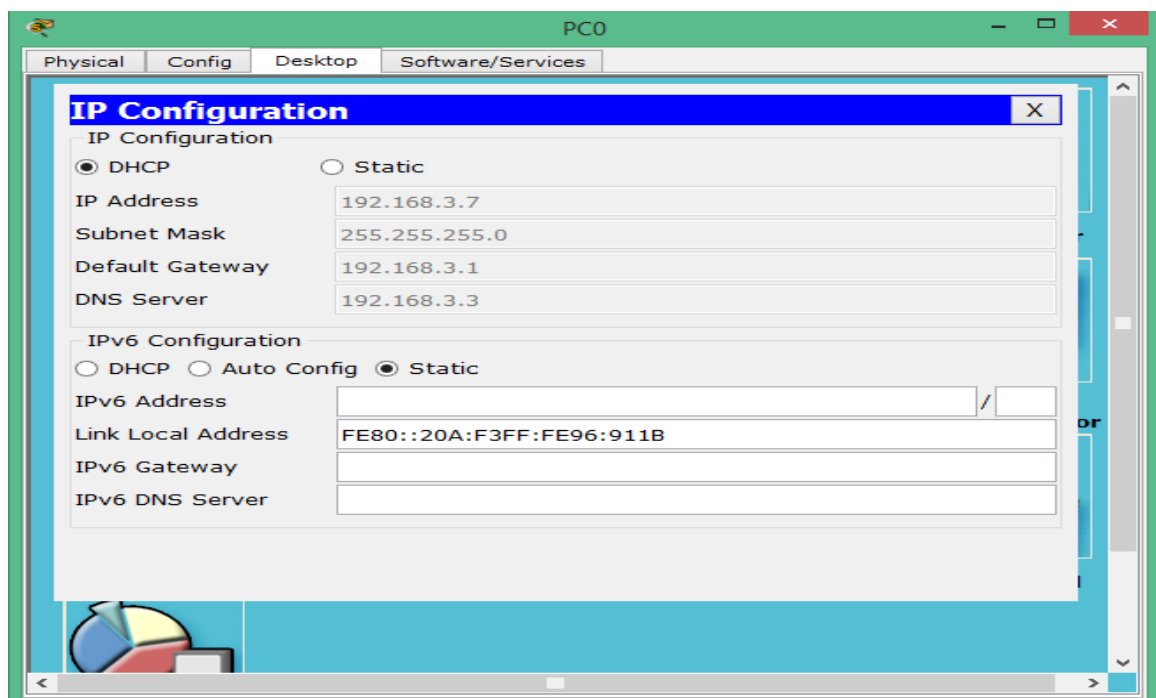 PC0
Physical Config Desktop Software/Services
IP Configuration X
IP Configuration
DHCP Static
IP Address 192.168.3.7
Subnet Mask 255.255.255.0
Default Gateway 192.168.3.1
DNS Server 192.168.3.3
IPv6 Configuration
DHCP Auto Config Static
IPv6 Address /
Link Local Address FE80::20A:F3FF:FE96:911B
or
IPv6 Gateway
IPv6 DNS Server